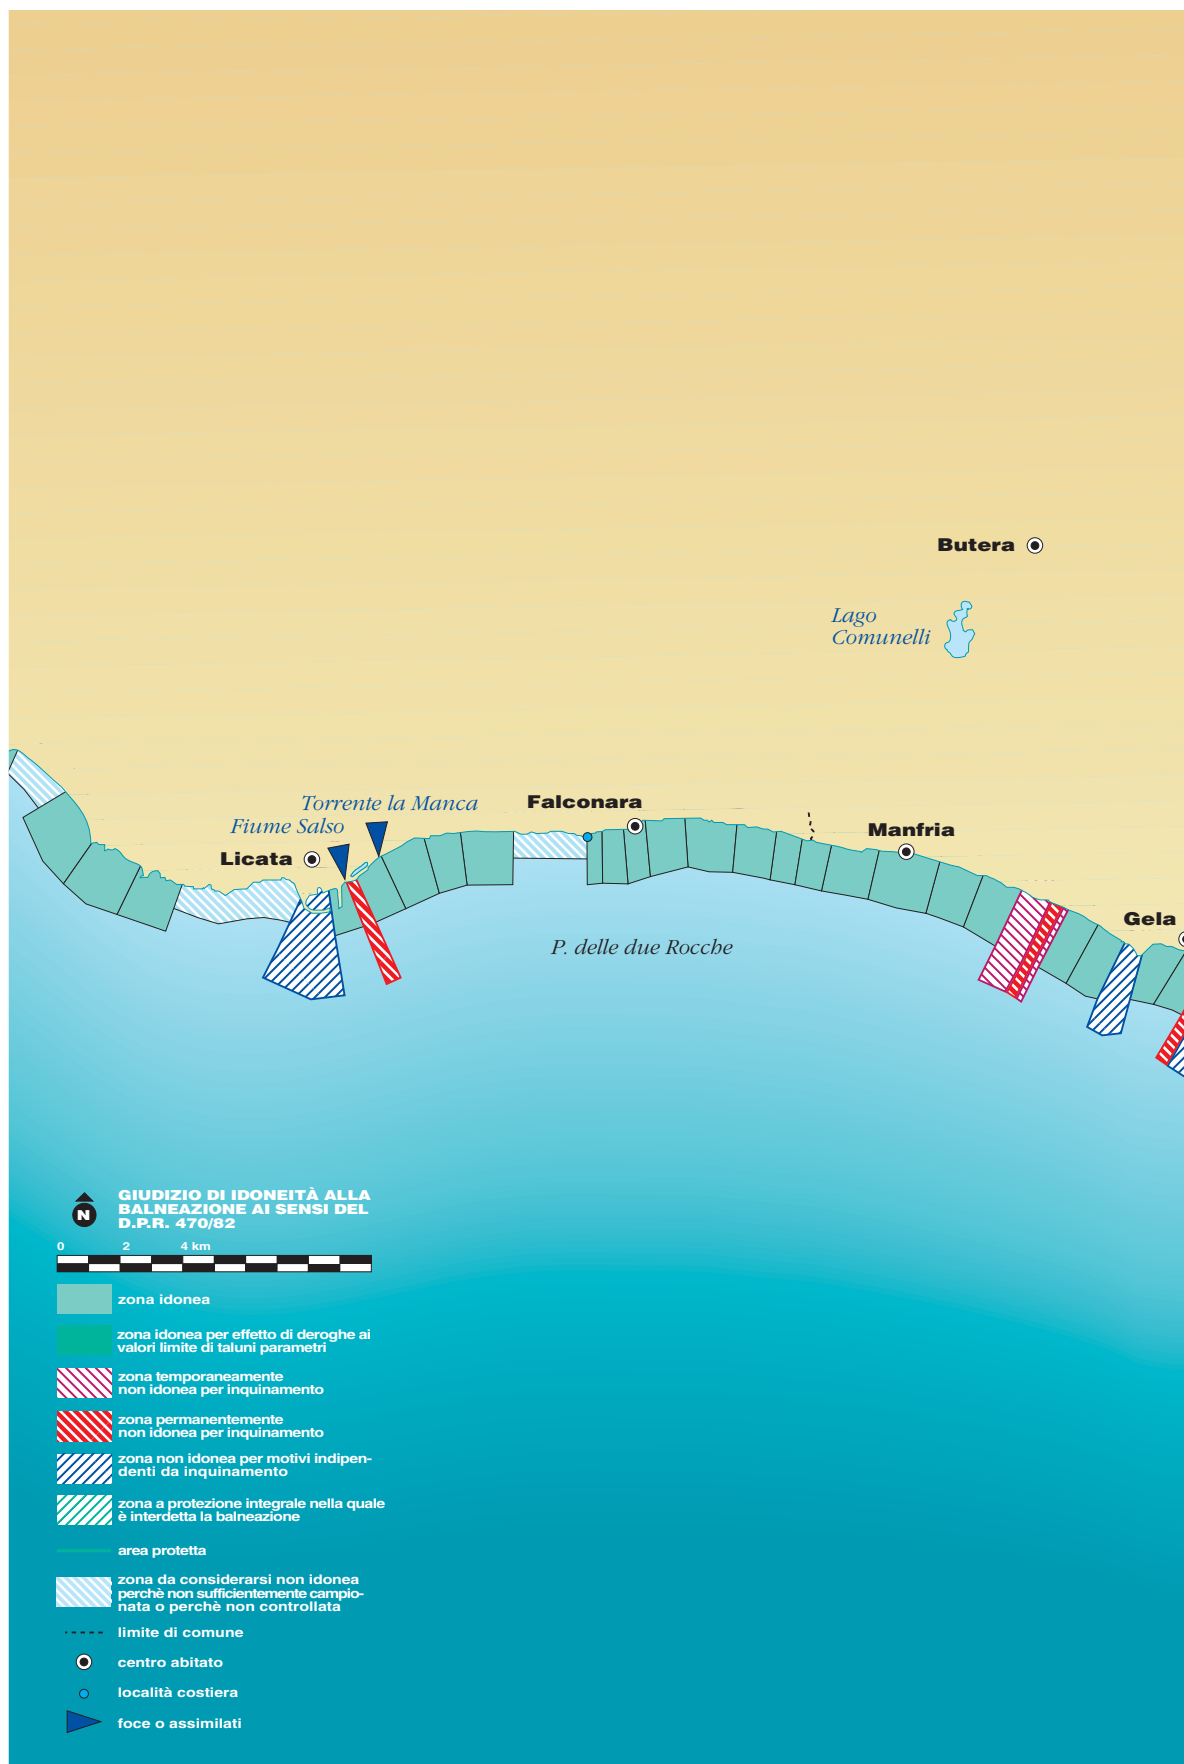 Butera
Lago
Comunelli
Torrente la Manca
Falconara
Fiume Salso
Manfria
Licata
Gela
P. delle due Rocche
N
GIUDIZIO DI IDONEITÀ ALLA
BALNEAZIONE AI SENSI DEL
D.P.R. 470/82
0 2 4 km
zona idonea
zona idonea per effetto di deroghe ai
valori limite di taluni parametri
zona temporaneamente
non idonea per inquinamento
zona permanentemente
non idonea per inquinamento
zona non idonea per motivi indipen-
denti da inquinamento
zona a protezione integrale nella quale
è interdetta la balneazione
area protetta
zona da considerarsi non idonea
perchè non sufficientemente campio-
nata o perchè non controllata
limite di comune
centro abitato
località costiera
foce o assimilati